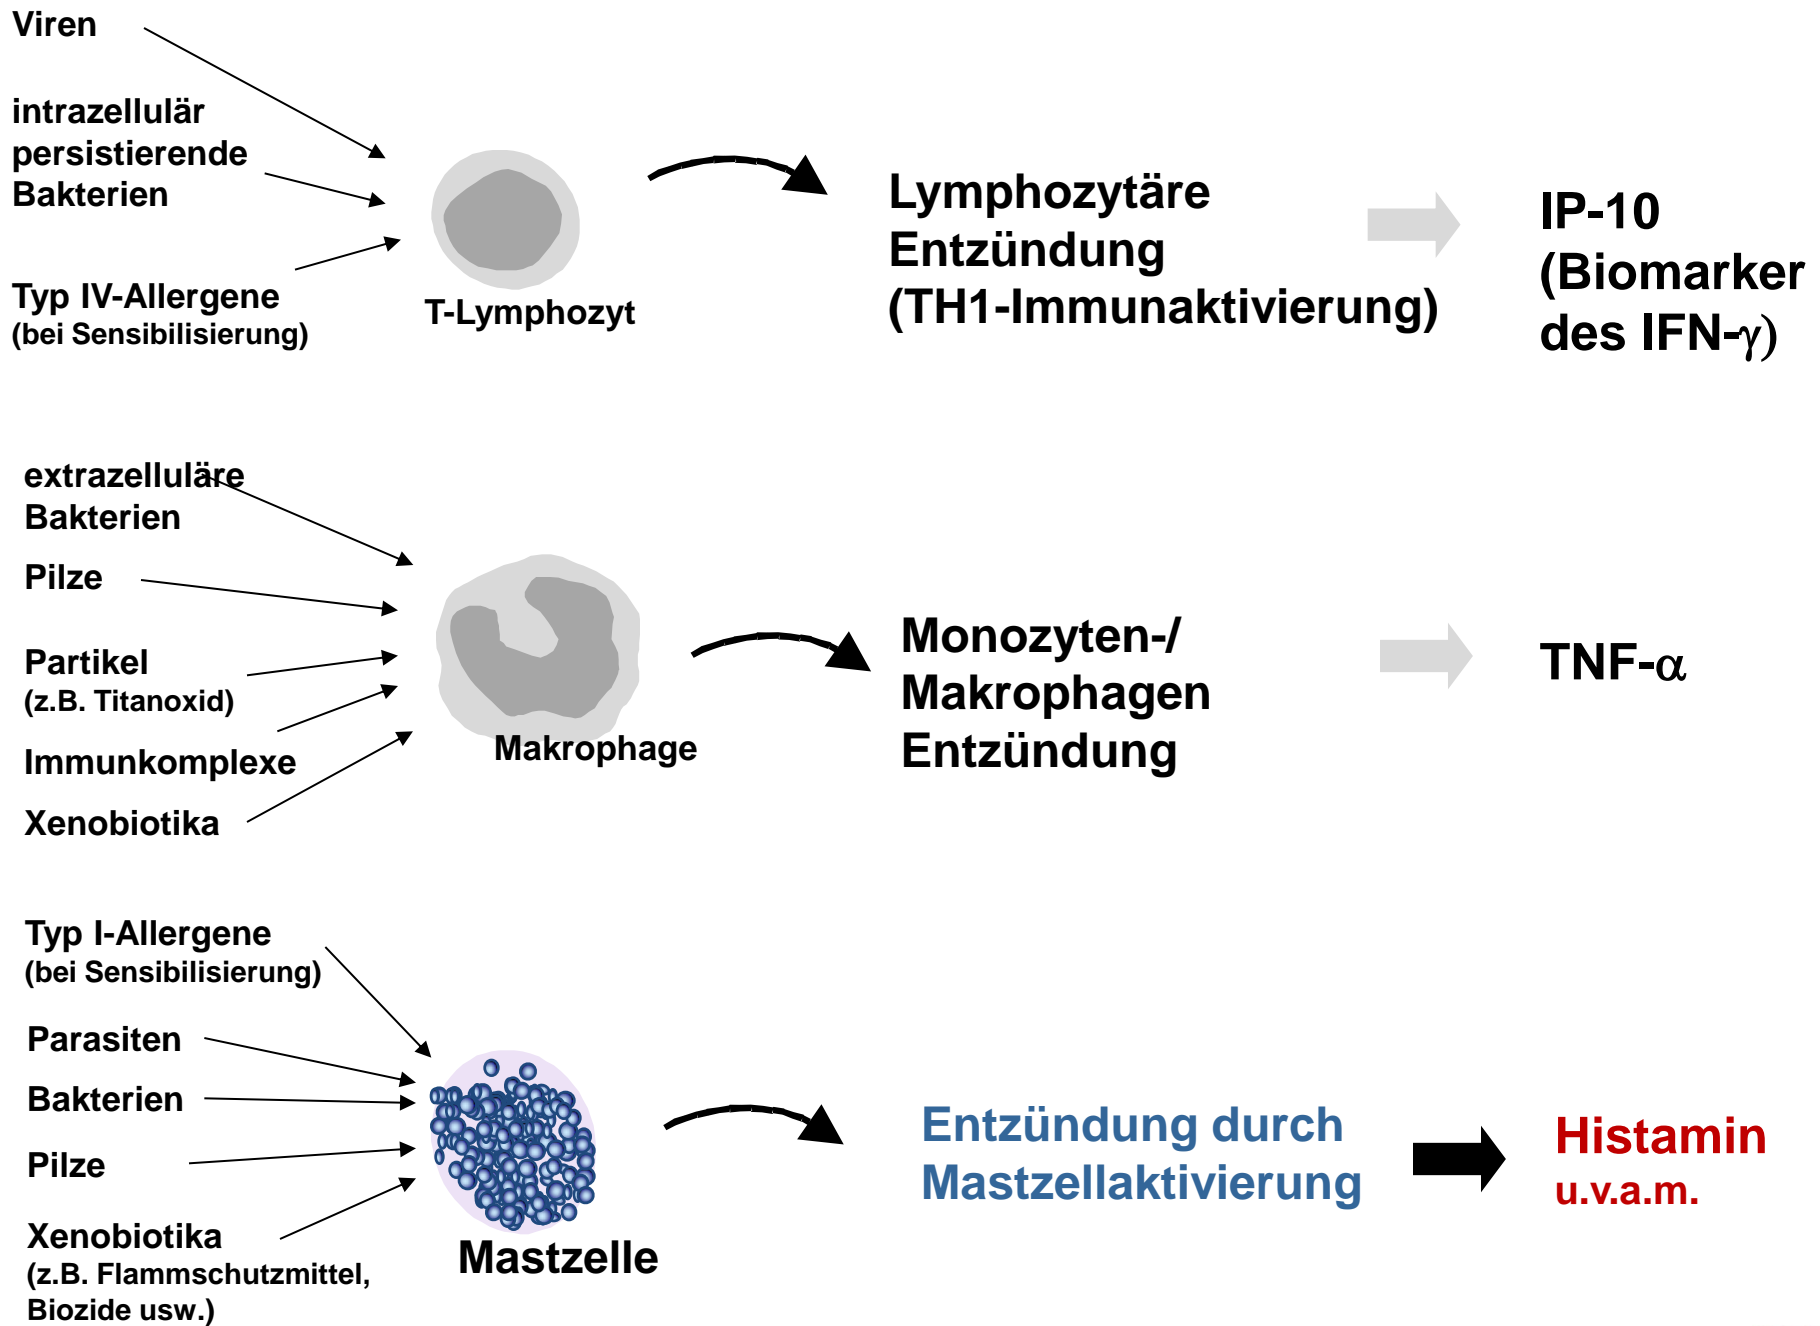 Viren
intrazellulär
persistierende
Bakterien
Typ IV-Allergene
(bei Sensibilisierung)
T-Lymphozyt
Lymphozytäre
Entzündung
(TH1-Immunaktivierung)
IP-10
(Biomarker
des IFN-γ)
extrazelluläre
Bakterien
Pilze
Partikel
(z.B. Titanoxid)
Immunkomplexe
Xenobiotika
Makrophage
Monozyten-/
Makrophagen
Entzündung
TNF-α
Typ I-Allergene
(bei Sensibilisierung)
Parasiten
Bakterien
Pilze
Xenobiotika
(z.B. Flammschutzmittel,
Biozide usw.)
Mastzelle
Entzündung durch
Mastzellaktivierung
Histamin
u.v.a.m.